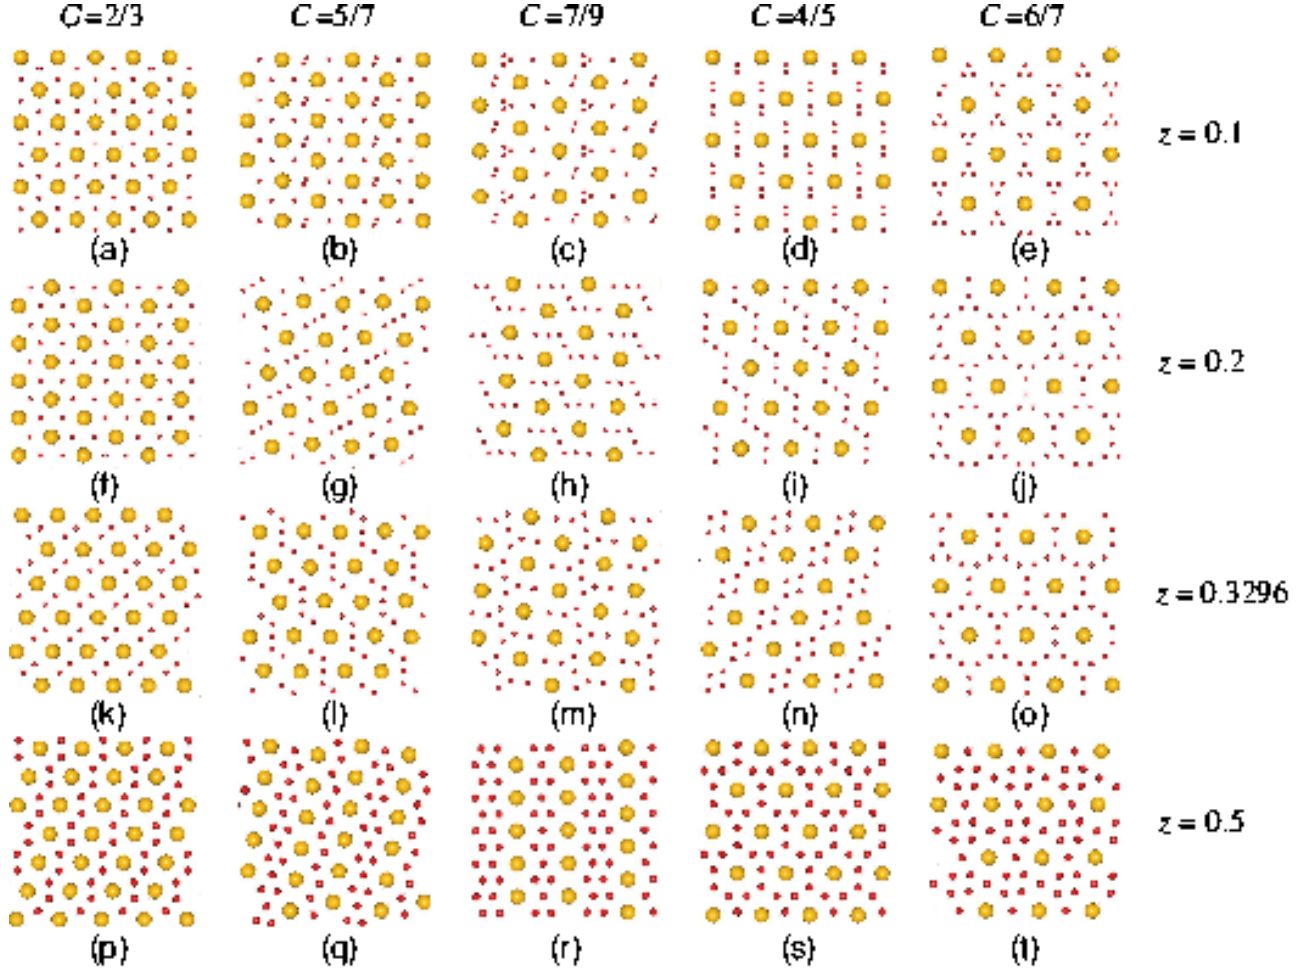 C=2/3 C=5/7 C=7/9 C=4/5 C=6/7
z = 0.1
(a) (b) (c) (d) (e)
z = 0.2
(f) (g) (h) (i) (j)
z = 0.3296
(k) (l) (m) (n) (o)
z = 0.5
(p) (q) (r) (s) (t)